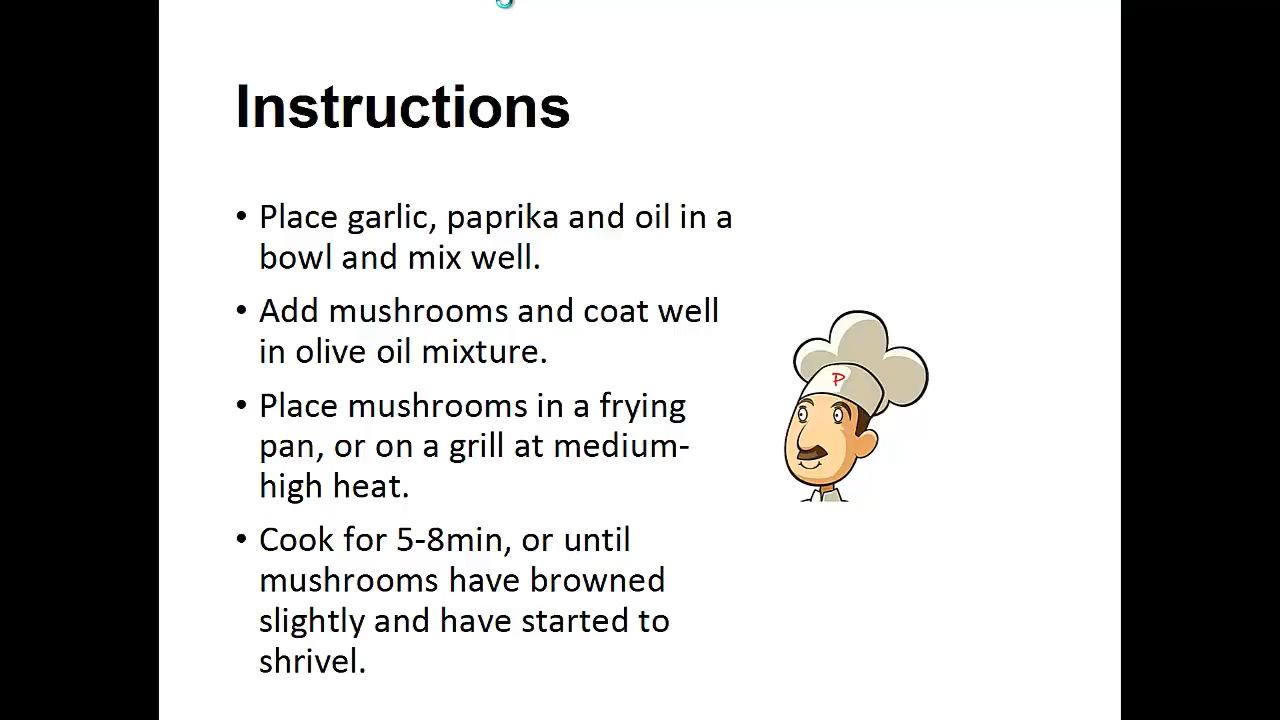 Instructions
• Place garlic, paprika and oil in a
bowl and mix well.
• Add mushrooms and coat well
in olive oil mixture.
• Place mushrooms in a frying
pan, or on a grill at medium-
high heat.
• Cook for 5-8min, or until
mushrooms have browned
slightly and have started to
shrivel.
P